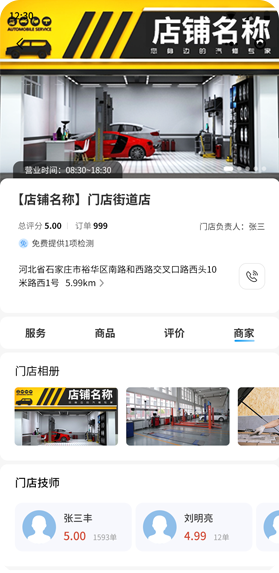 12:30
店铺名称
AUTOMOBILE SERVICE
您身边的汽修专家
营业时间：08:30~18:30
【店铺名称】门店街道店
总评分 5.00 订单 999
门店负责人：张三
免费提供1项检测
河北省石家庄市裕华区南路和西路交叉口路西头10
米路西1号 5.99km
服务 商品 评价 商家
门店相册
店铺名称
门店技师
张三丰
5.00 1593单
刘明亮
4.99 12单